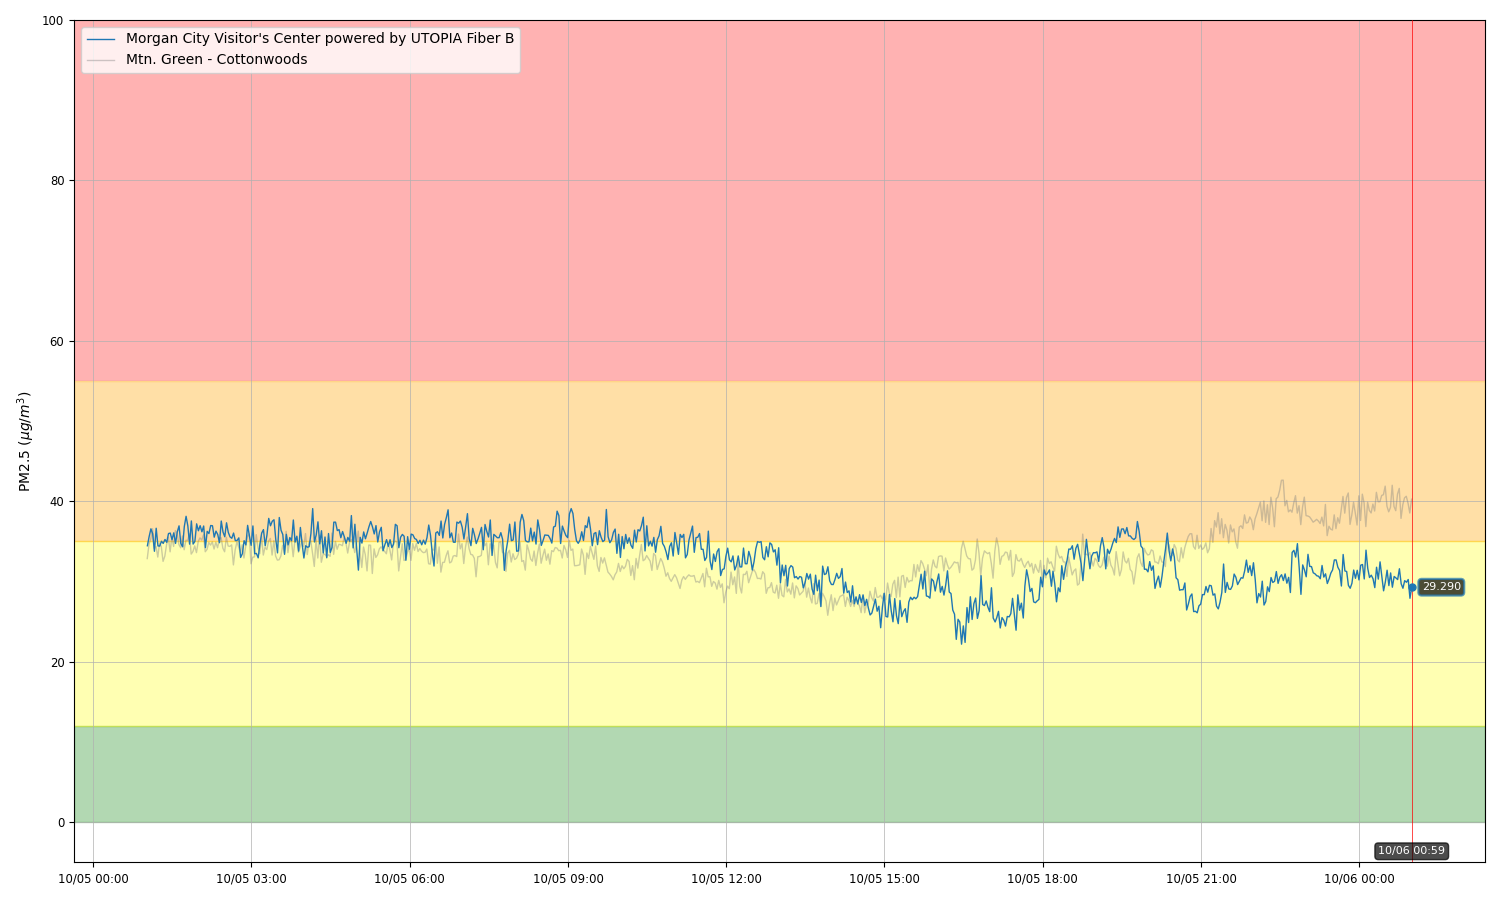 100
Morgan City Visitor's Center powered by UTOPIA Fiber B
Mtn. Green - Cottonwoods
80
60
PM2.5 (μg/m³)
40
29.290
20
0
10/06 00:59
10/05 00:00 10/05 03:00 10/05 06:00 10/05 09:00 10/05 12:00 10/05 15:00 10/05 18:00 10/05 21:00 10/06 00:00